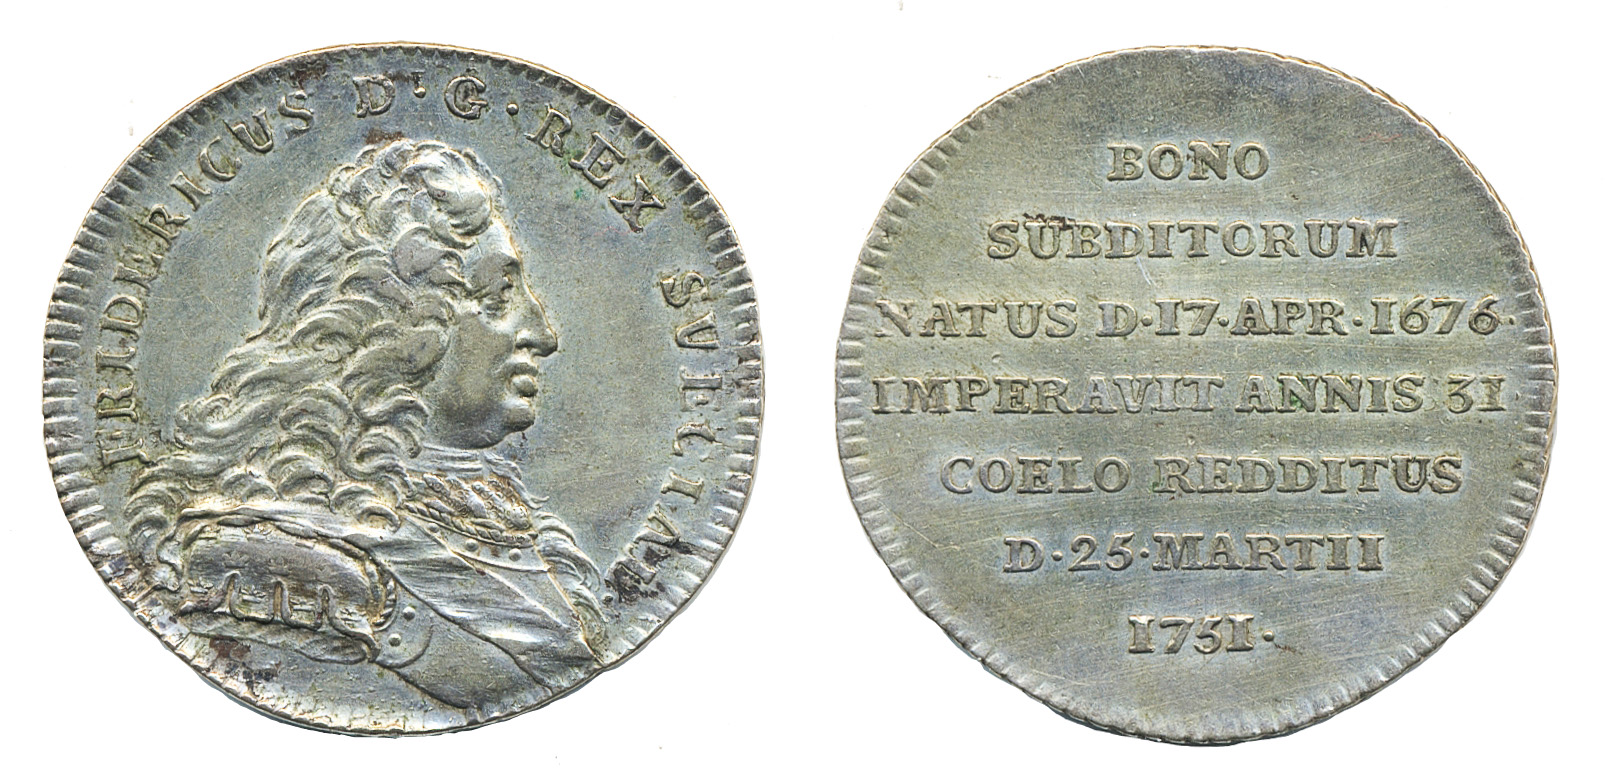 FRIDERICUS D·G·REX SVECIAE·
BONO
SUBDITORUM
NATUS D·17·APR·1676·
IMPERAVIT ANNIS 31
COELO REDDITUS
D·25·MARTII
1751·